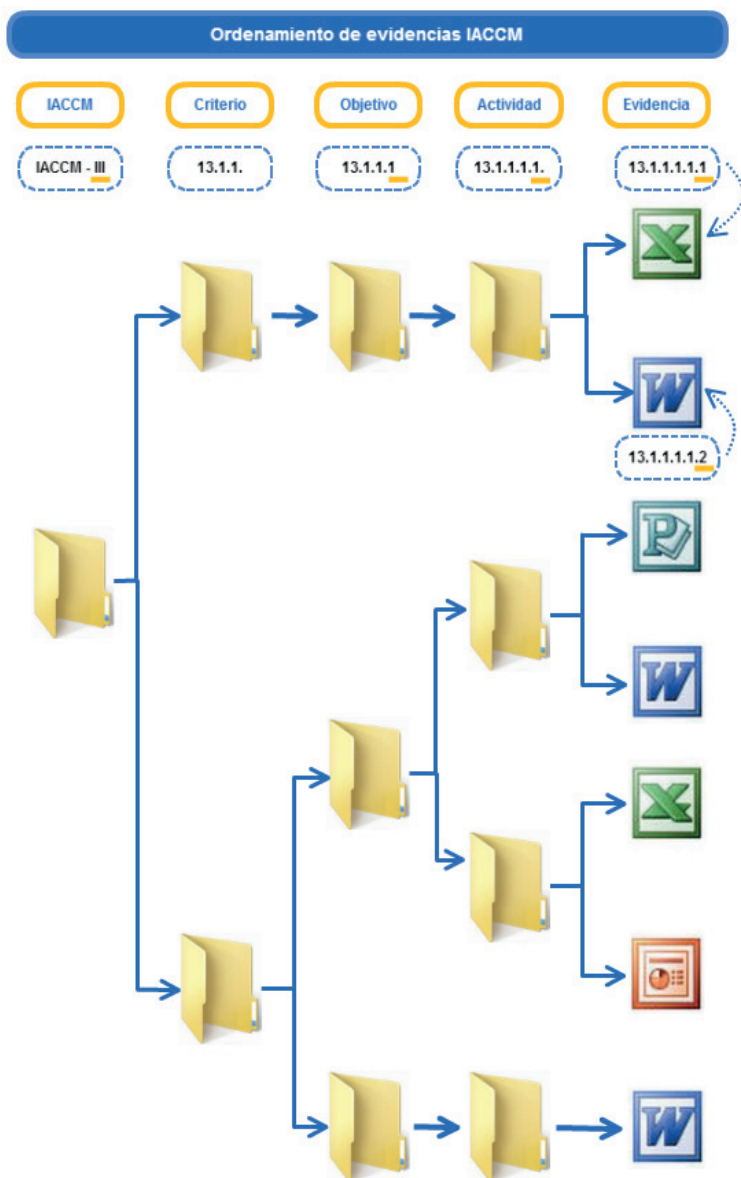 Ordenamiento de evidencias IACCM
IACCM Criterio Objetivo Actividad Evidencia
IACCM - III 13.1.1. 13.1.1.1 13.1.1.1.1. 13.1.1.1.1.1
13.1.1.1.1.2